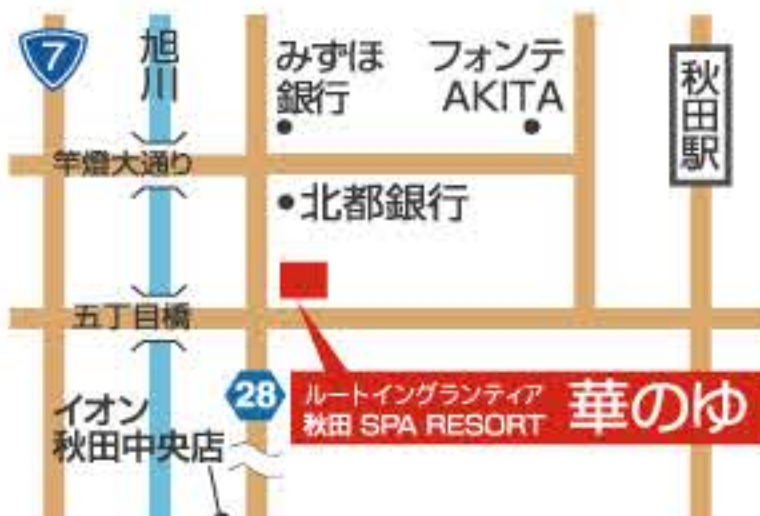 7
旭川
みずほ
銀行
フォンテ
AKITA
秋田駅
竿燈大通り
北都銀行
五丁目橋
28
ルートイングランティア
秋田 SPA RESORT
華のゆ
イオン
秋田中央店